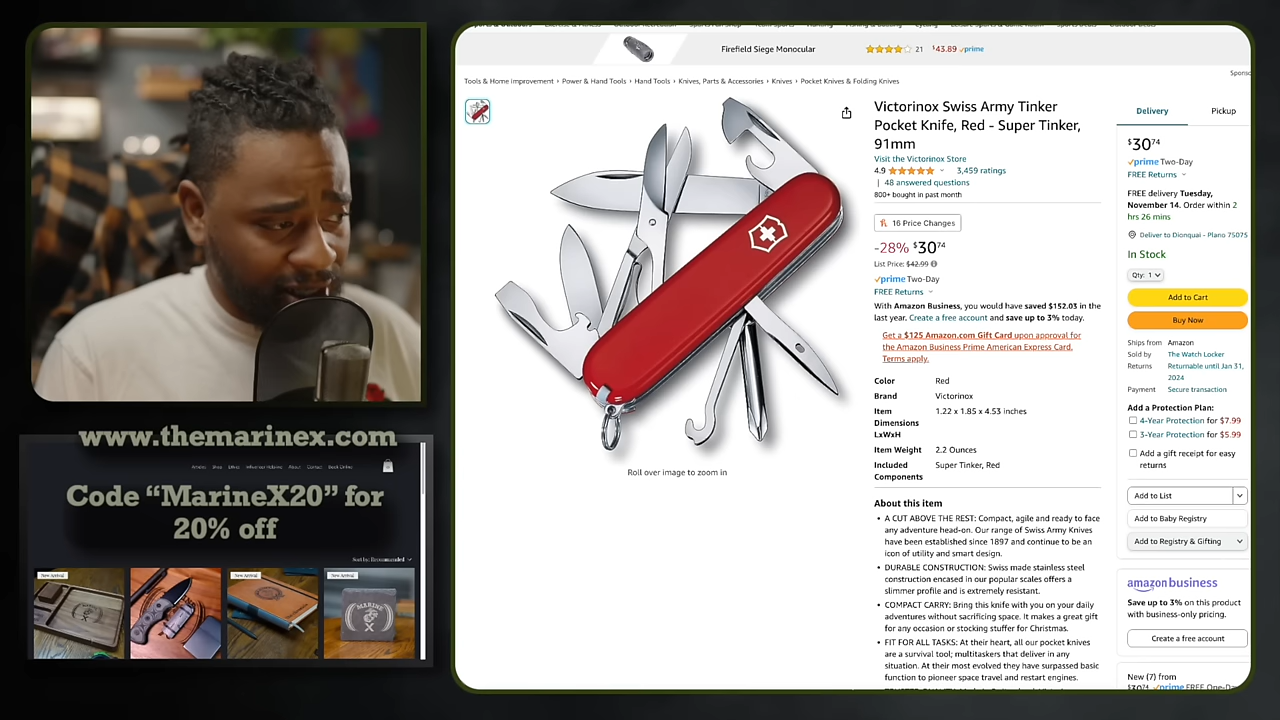 Firefield Siege Monocular
21
$43.89 prime
Tools & Home Improvement › Power & Hand Tools › Hand Tools › Knives, Parts & Accessories › Knives › Pocket Knives & Folding Knives
Victorinox Swiss Army Tinker
Pocket Knife, Red - Super Tinker,
91mm
Visit the Victorinox Store
4.9 3,459 ratings
| 48 answered questions
800+ bought in past month
16 Price Changes
-28% $30 74
List Price: $42.99
prime Two-Day
FREE Returns
With Amazon Business, you would have saved $152.03 in the
last year. Create a free account and save up to 3% today.
Get a $125 Amazon.com Gift Card upon approval for
the Amazon Business Prime American Express Card.
Terms apply.
Color Red
Brand Victorinox
Item
Dimensions
LxWxH
1.22 x 1.85 x 4.53 inches
Item Weight 2.2 Ounces
Included
Components
Super Tinker, Red
Roll over image to zoom in
About this item
• A CUT ABOVE THE REST: Compact, agile and ready to face
any adventure head-on. Our range of Swiss Army Knives
have been established since 1897 and continue to be an
icon of utility and smart design.
• DURABLE CONSTRUCTION: Swiss made stainless steel
construction encased in our popular scales offers a
slimmer profile and is extremely resistant.
• COMPACT CARRY: Bring this knife with you on your daily
adventures without sacrificing space. It makes a great gift
for any occasion or stocking stuffer for Christmas.
• FIT FOR ALL TASKS: At their heart, all our pocket knives
are a survival tool; multitaskers that deliver in any
situation. At their most evolved they have surpassed basic
function to pioneer space travel and restart engines.
Delivery Pickup
$30 74
prime Two-Day
FREE Returns
FREE delivery Tuesday,
November 14. Order within 2
hrs 26 mins
Deliver to Dionquai - Plano 75075
In Stock
Qty: 1
Add to Cart
Buy Now
Ships from Amazon
Sold by The Watch Locker
Returns Returnable until Jan 31,
2024
Payment Secure transaction
Add a Protection Plan:
4-Year Protection for $7.99
3-Year Protection for $5.99
Add a gift receipt for easy
returns
Add to List
Add to Baby Registry
Add to Registry & Gifting
amazon business
Save up to 3% on this product
with business-only pricing.
Create a free account
New (7) from
www.themarinex.com
Shop
About Contact Book Online
Code “MarineX20” for
20% off
Sort by: Recommended
New Arrival
New Arrival
New Arrival
MARINE
X